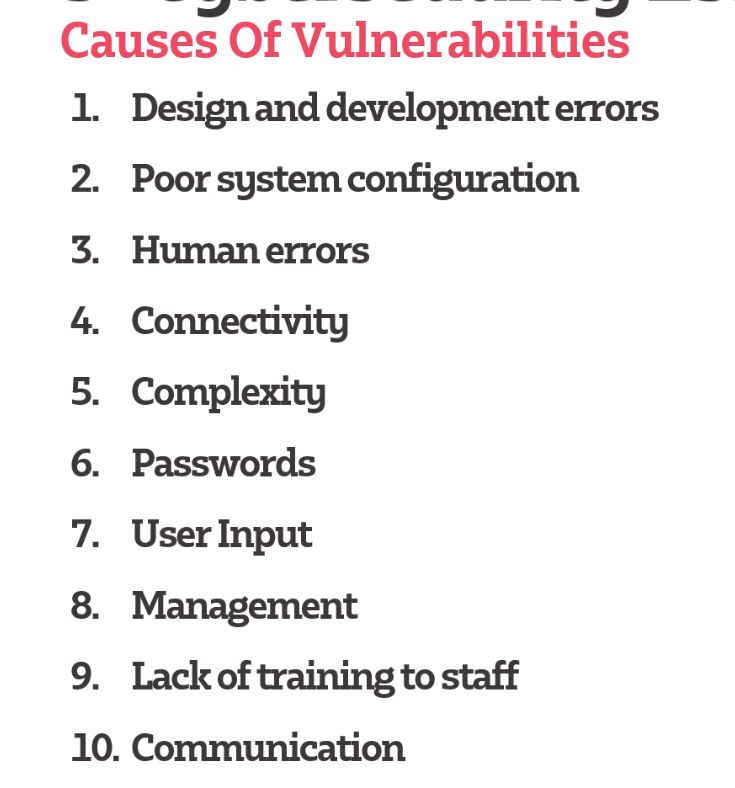 Causes Of Vulnerabilities
1. Design and development errors
2. Poor system configuration
3. Human errors
4. Connectivity
5. Complexity
6. Passwords
7. User Input
8. Management
9. Lack of training to staff
10. Communication